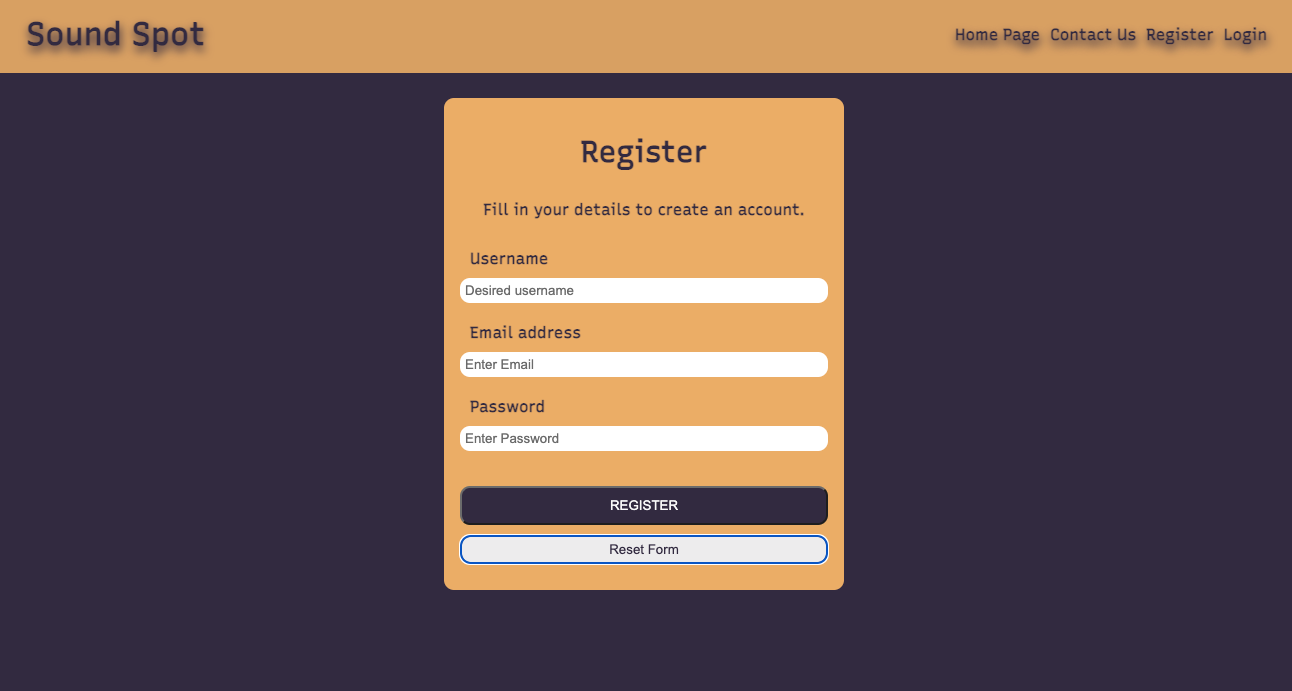 Sound Spot
Home Page Contact Us Register Login
Register
Fill in your details to create an account.
Username
Desired username
Email address
Enter Email
Password
Enter Password
REGISTER
Reset Form